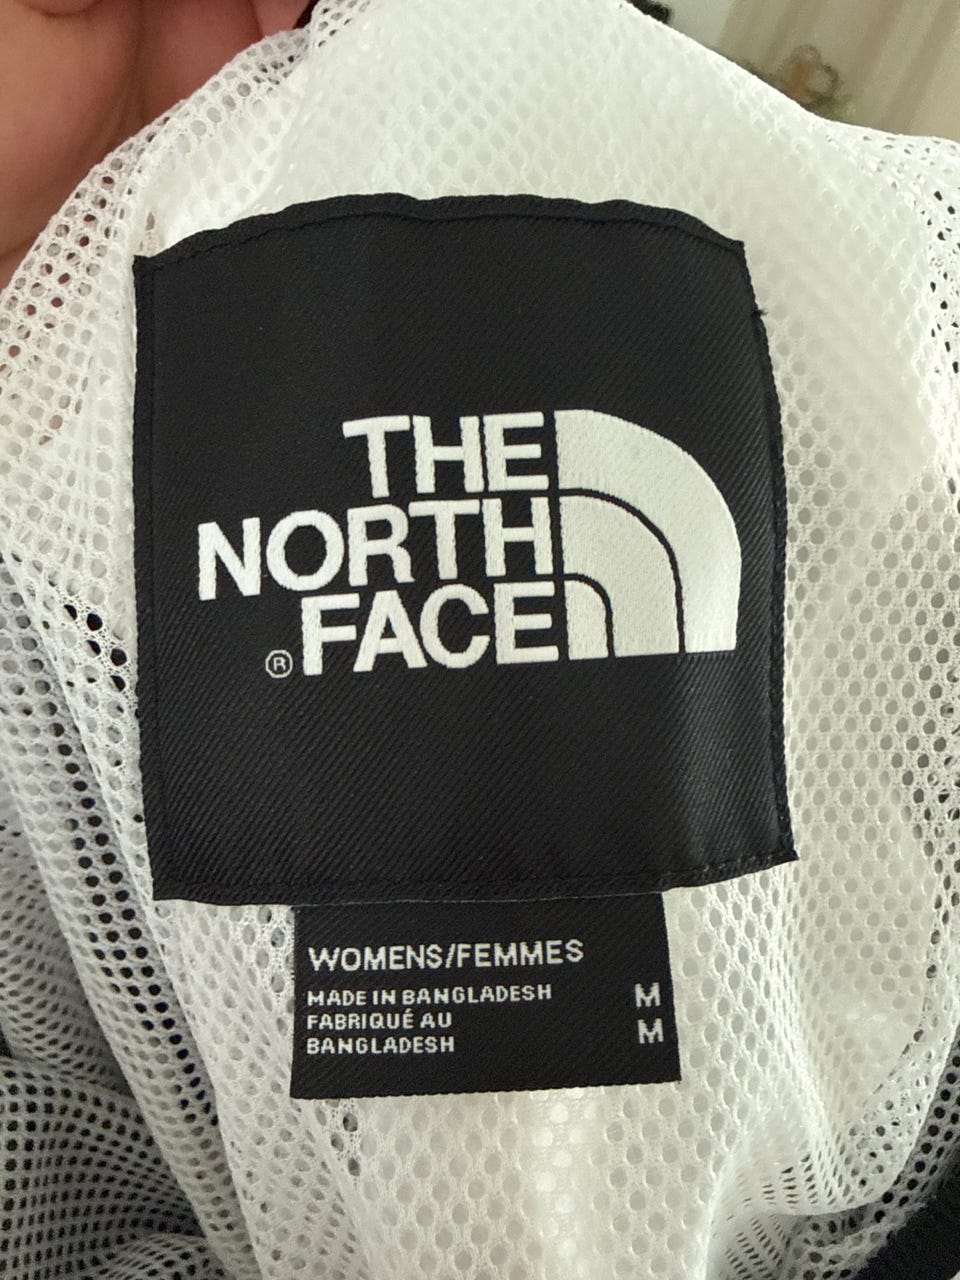 THE
NORTH
FACE
®
WOMENS/FEMMES
MADE IN BANGLADESH M
FABRIQUÉ AU M
BANGLADESH